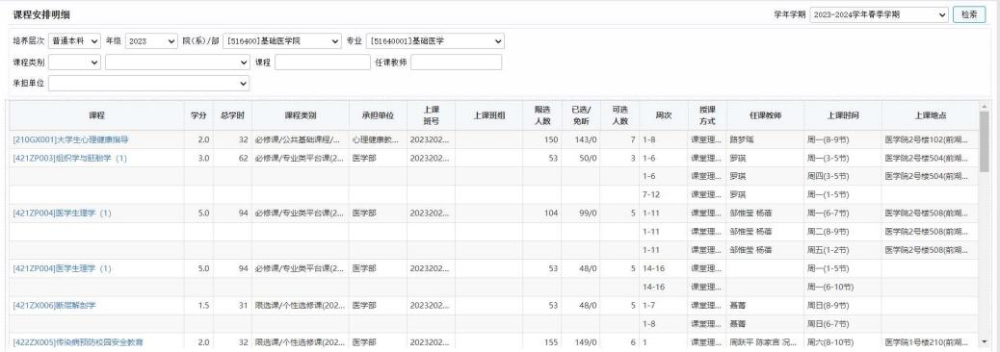 课程安排明细 学年学期 2023-2024学年春季学期 检索
培养层次 普通本科 年级 2023 院(系)/部 [516400]基础医学院 专业 [51640001]基础医学
课程类别 课程 任课教师
承担单位
课程 学分 总学时 课程类别 承担单位 上课班号 上课班组 限选人数 已选/免听 可选人数 周次 授课方式 任课教师 上课时间 上课地点
[210GX001]大学生心理健康指导 2.0 32 必修课/公共基础课程/... 心理健康教... 2023202... 150 143/0 7 1-8 课堂理... 路梦瑶 周一(8-9节) 医学院2号楼102(前湖...
[421ZP003]组织学与胚胎学（1） 3.0 62 必修课/专业类平台课(2... 医学部 2023202... 53 50/0 3 1-6 课堂理... 罗琪 周一(3-5节) 医学院2号楼504(前湖...
1-6 课堂理... 罗琪 周四(3-5节) 医学院2号楼504(前湖...
7-12 课堂理... 罗琪 周一(1-5节)
[421ZP004]医学生理学（1） 5.0 94 必修课/专业类平台课(2... 医学部 2023202... 104 99/0 5 1-11 课堂理... 邹惟莹 杨蓓 周一(6-7节) 医学院2号楼508(前湖...
1-11 课堂理... 邹惟莹 杨蓓 周二(8-9节) 医学院2号楼508(前湖...
1-11 课堂理... 邹惟莹 杨蓓 周五(1-2节) 医学院2号楼508(前湖...
[421ZP004]医学生理学（1） 5.0 94 必修课/专业类平台课(2... 医学部 2023202... 53 48/0 5 14-16 课堂理... 周一(1-5节)
14-16 课堂理... 周一(6-10节)
[421ZX006]断层解剖学 1.5 31 限选课/个性选修课(202... 医学部 2023202... 53 48/0 5 1-7 课堂理... 聂菁 周日(8-9节)
1-8 课堂理... 聂菁 周日(6-7节)
[422ZX005]传染病预防校园安全教育 2.0 32 限选课/个性选修课(202... 医学部 2023202... 155 149/0 6 1 课堂理... 周跃平 陈家言 况... 周六(8-10节) 医学院1号楼210(前湖...